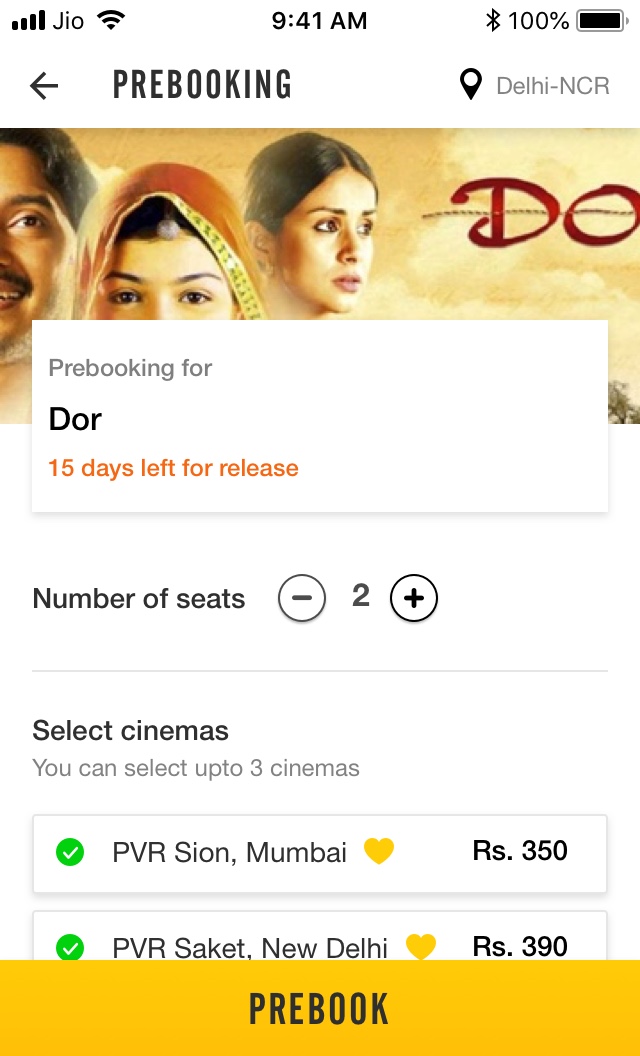 Jio 9:41 AM 100%
PREBOOKING Delhi-NCR
DO
Prebooking for
Dor
15 days left for release
Number of seats 2
Select cinemas
You can select upto 3 cinemas
PVR Sion, Mumbai Rs. 350
PVR Saket, New Delhi Rs. 390
PREBOOK